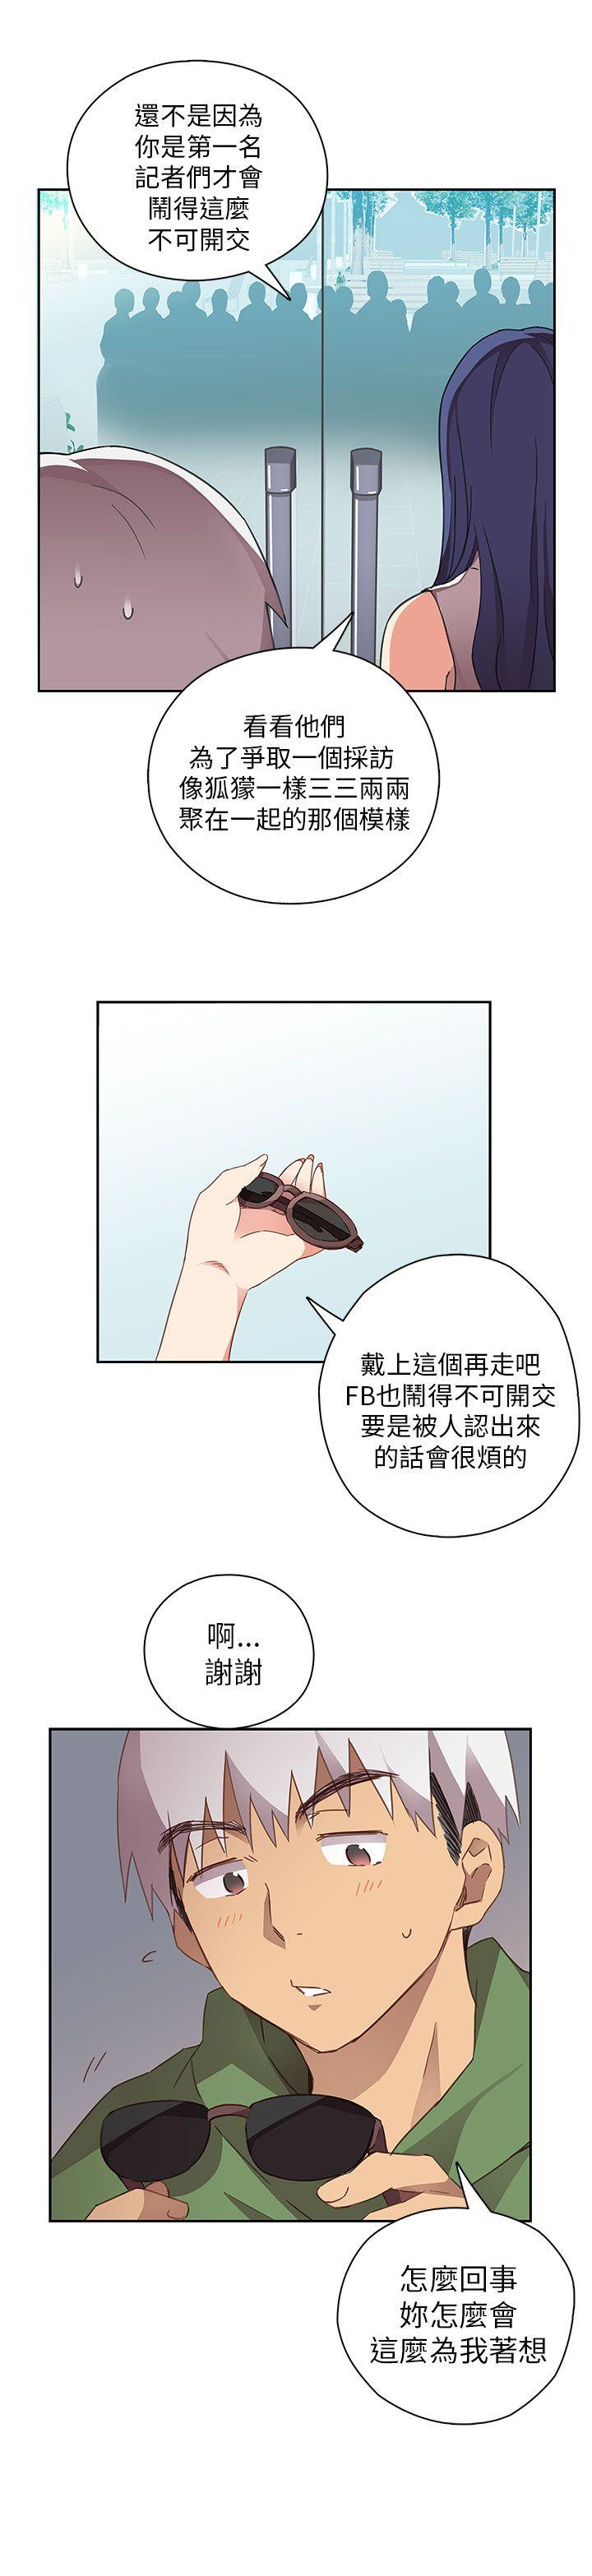 還不是因為
你是第一名
記者們才會
鬧得這麼
不可開交
看看他們
為了爭取一個採訪
像狐獴一樣三三兩兩
聚在一起的那個模樣
戴上這個再走吧
FB也鬧得不可開交
要是被人認出來
的話會很煩的
啊...
謝謝
怎麼回事
妳怎麼會
這麼為我著想